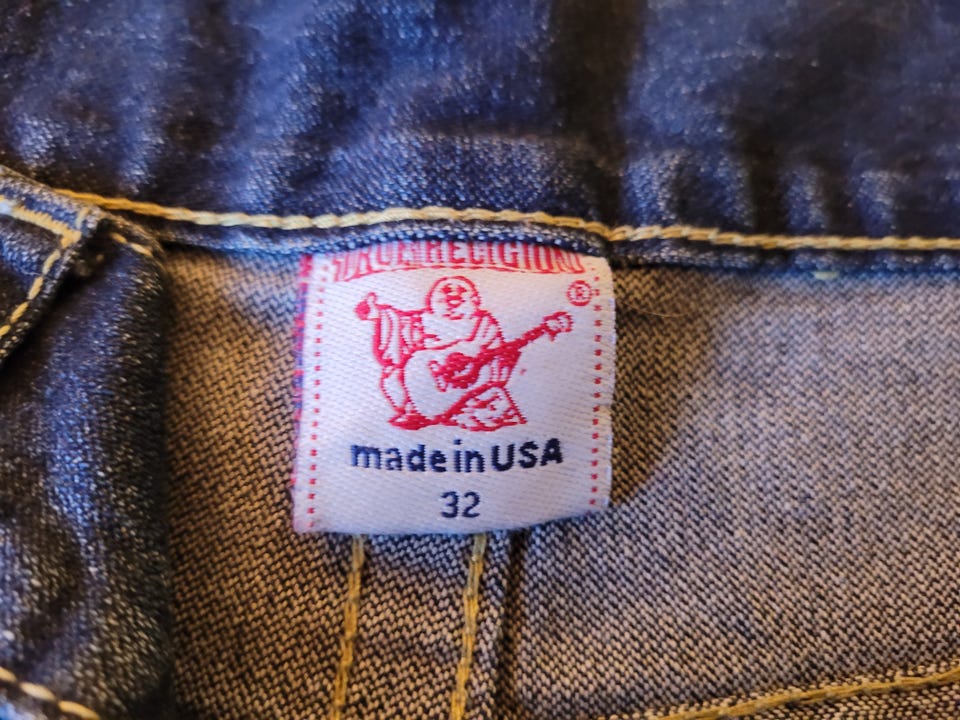 TRUE RELIGION
®
made in USA
32